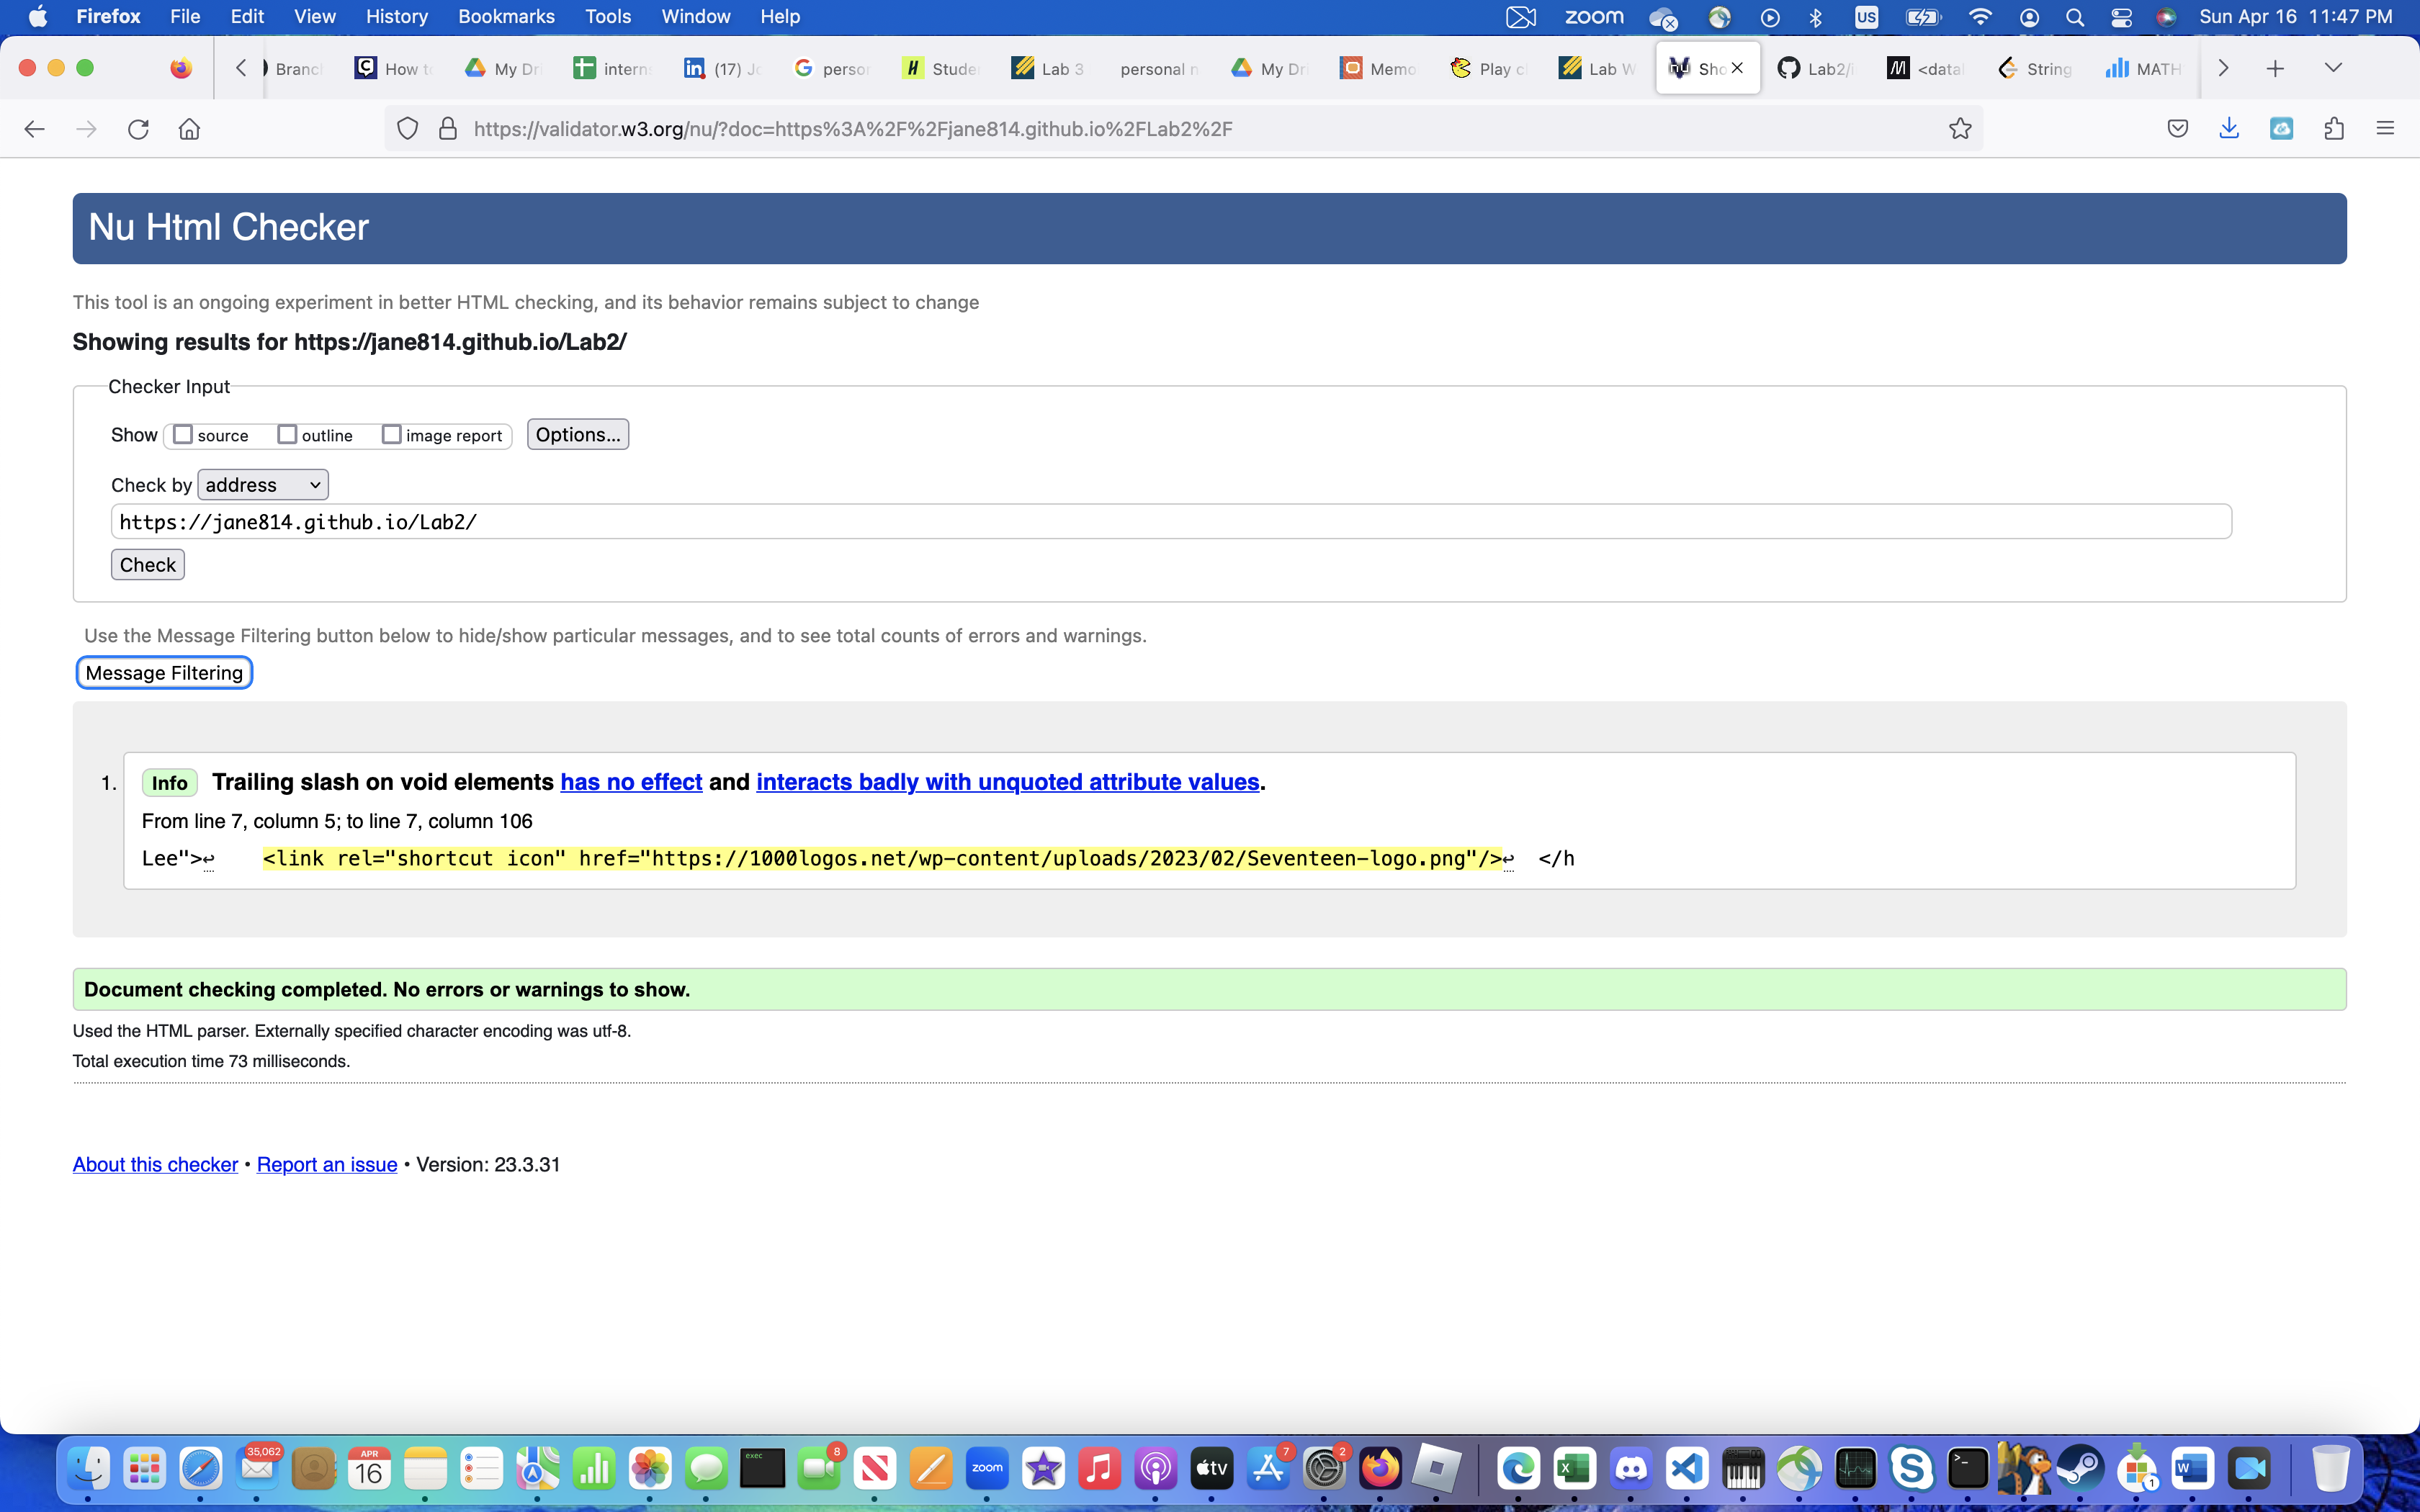 Firefox File Edit View History Bookmarks Tools Window Help zoom US Sun Apr 16 11:47 PM
Branc How to My Dri intern in (17) Jo perso Stude Lab 3 personal n My Dri Memo Play c Lab W Sho Lab2/i <data String MATH
https://validator.w3.org/nu/?doc=https%3A%2F%2Fjane814.github.io%2FLab2%2F
Nu Html Checker
This tool is an ongoing experiment in better HTML checking, and its behavior remains subject to change
Showing results for https://jane814.github.io/Lab2/
Checker Input
Show source outline image report Options...
Check by address
https://jane814.github.io/Lab2/
Check
Use the Message Filtering button below to hide/show particular messages, and to see total counts of errors and warnings.
Message Filtering
1. Info Trailing slash on void elements has no effect and interacts badly with unquoted attribute values.
From line 7, column 5; to line 7, column 106
Lee">↩ <link rel="shortcut icon" href="https://1000logos.net/wp-content/uploads/2023/02/Seventeen-logo.png"/>↩ </h
Document checking completed. No errors or warnings to show.
Used the HTML parser. Externally specified character encoding was utf-8.
Total execution time 73 milliseconds.
About this checker • Report an issue • Version: 23.3.31
35,062 APR 16 exec 8 zoom tv 7 2 1